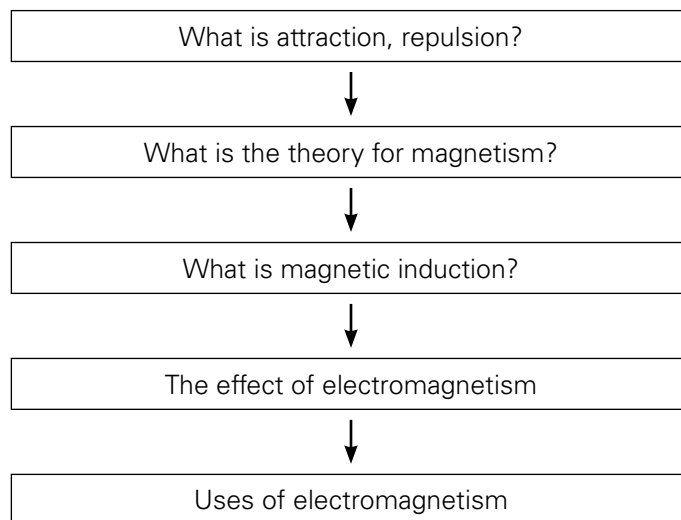 What is attraction, repulsion?
What is the theory for magnetism?
What is magnetic induction?
The effect of electromagnetism
Uses of electromagnetism